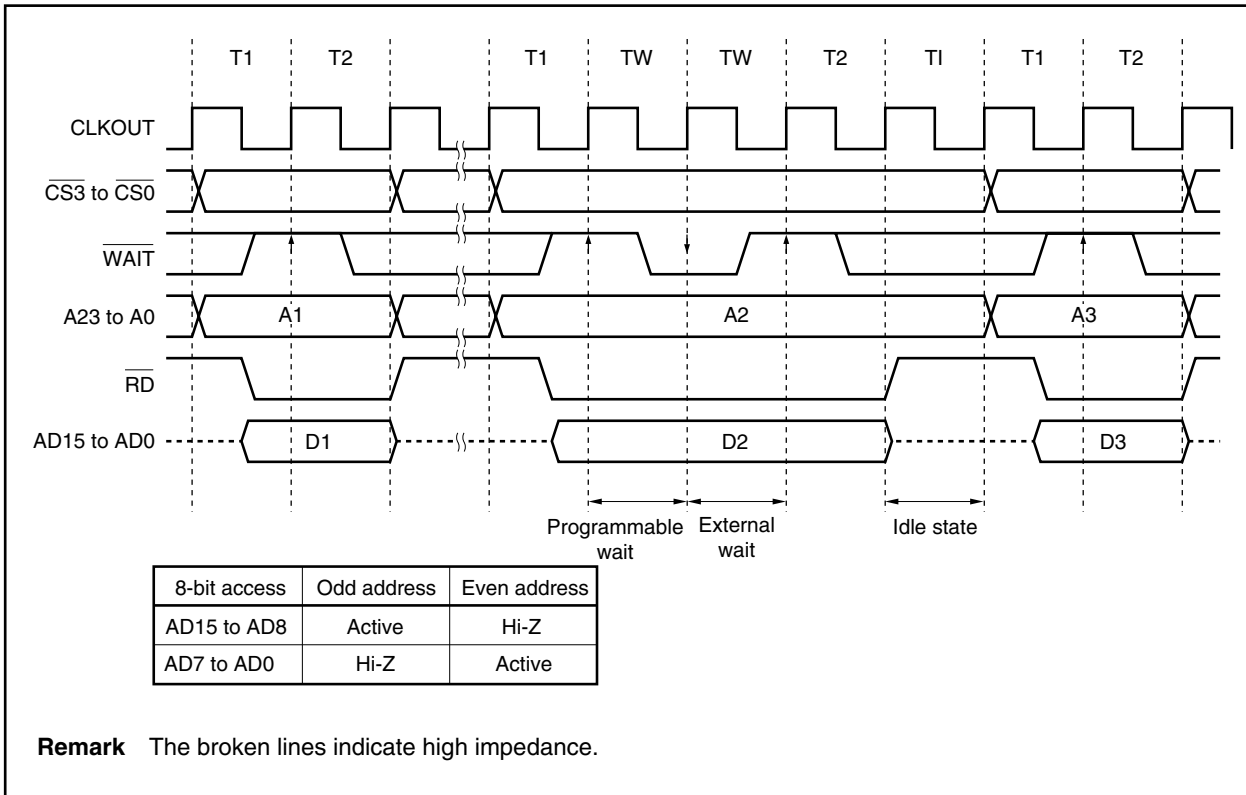 T1 T2 T1 TW TW T2 TI T1 T2
CLKOUT
CS3 to CS0
WAIT
A23 to A0 A1 A2 A3
RD
AD15 to AD0 D1 D2 D3
Programmable wait
External wait
Idle state
8-bit access Odd address Even address
AD15 to AD8 Active Hi-Z
AD7 to AD0 Hi-Z Active
Remark The broken lines indicate high impedance.